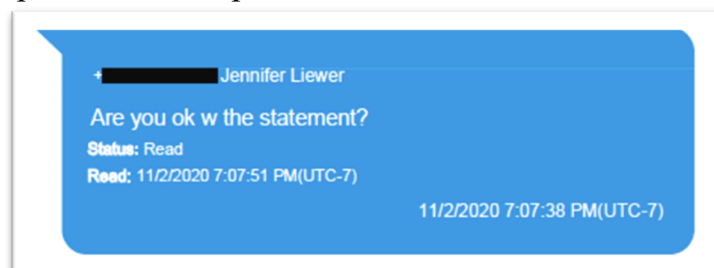 + Jennifer Liewer
Are you ok w the statement?
Status: Read
Read: 11/2/2020 7:07:51 PM(UTC-7)
11/2/2020 7:07:38 PM(UTC-7)